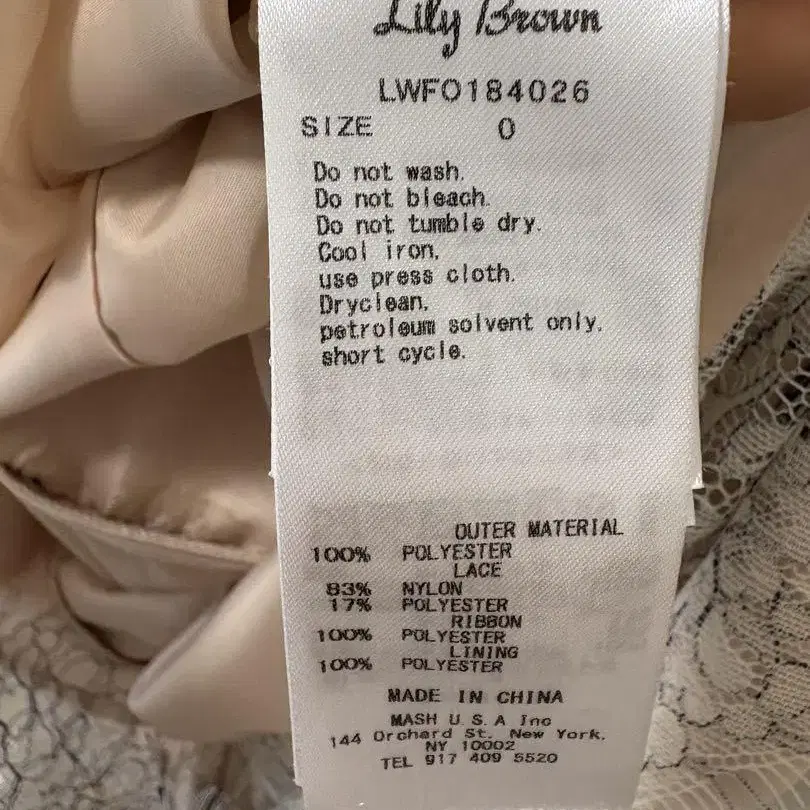 Lily Brown
LWFO184026
SIZE 0
Do not wash.
Do not bleach.
Do not tumble dry.
Cool iron,
use press cloth.
Dryclean,
petroleum solvent only,
short cycle.
OUTER MATERIAL
100% POLYESTER
LACE
83% NYLON
17% POLYESTER
RIBBON
100% POLYESTER
LINING
100% POLYESTER
MADE IN CHINA
MASH U.S.A Inc
144 Orchard St. New York,
NY 10002
TEL 917 409 5520